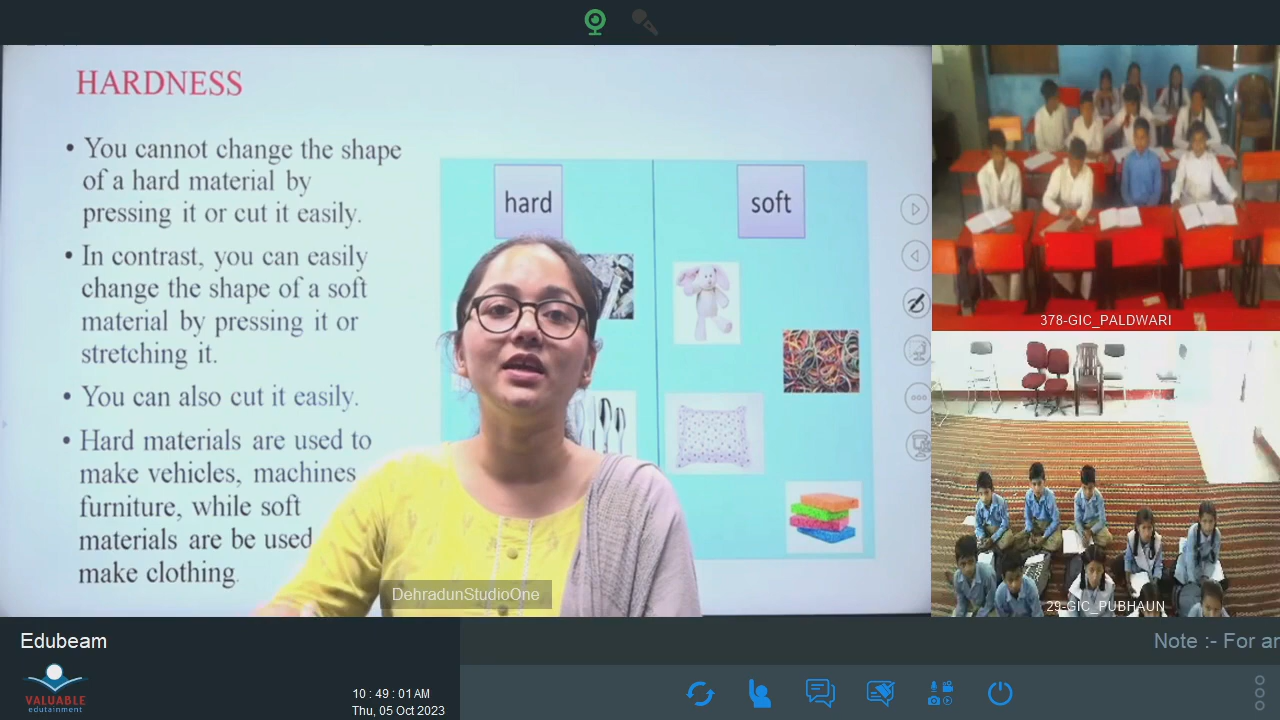 HARDNESS
• You cannot change the shape
of a hard material by
pressing it or cut it easily.
• In contrast, you can easily
change the shape of a soft
material by pressing it or
stretching it.
• You can also cut it easily.
• Hard materials are used to
make vehicles, machines
furniture, while soft
materials are be used
make clothing.
hard
soft
DehradunStudioOne
378-GIC_PALDWARI
29-GIC_PUBHAUN
Edubeam
VALUABLE
edutainment
10 : 49 : 01 AM
Thu, 05 Oct 2023
Note :- For